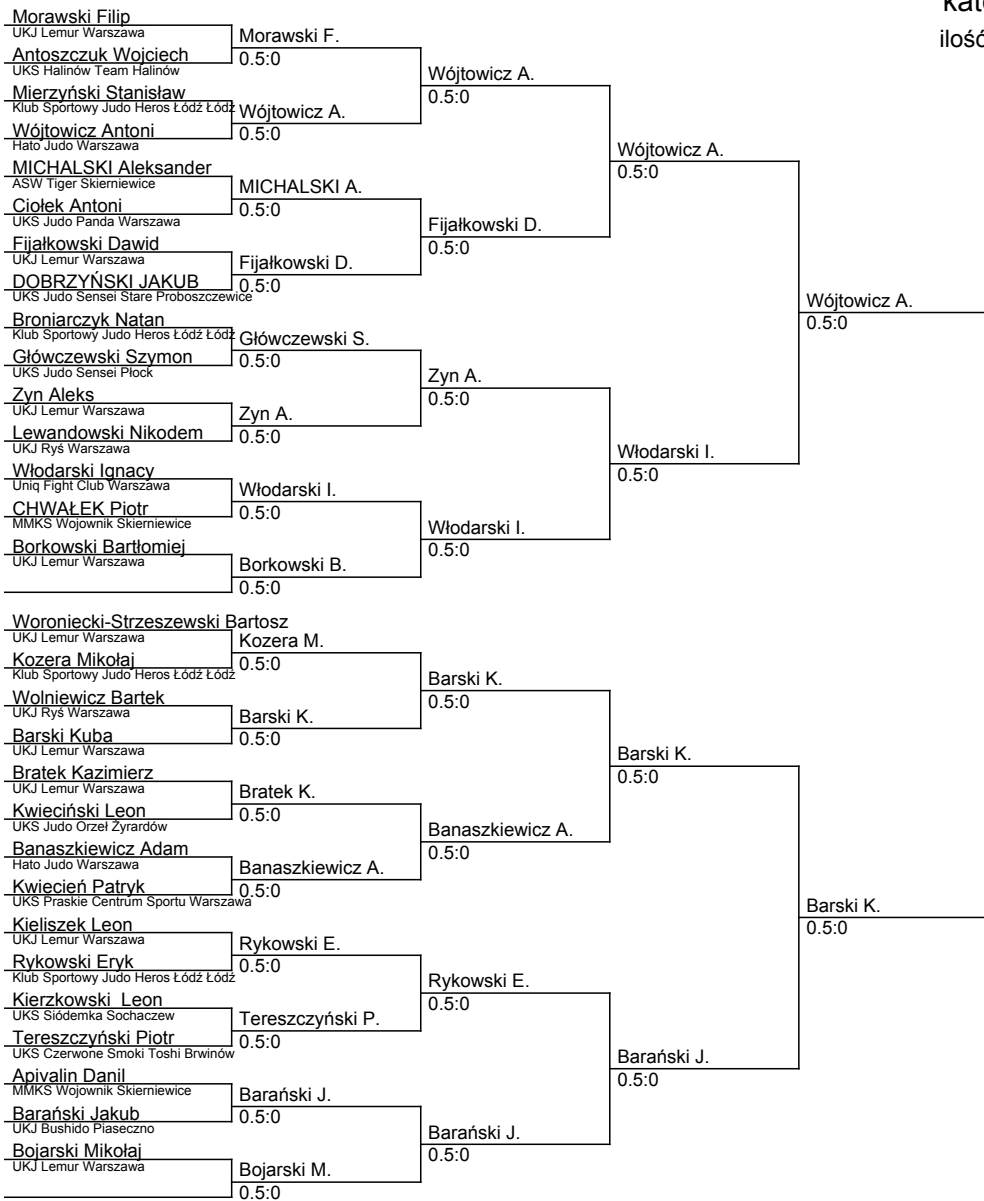 kat
ilość
Morawski Filip
UKJ Lemur Warszawa
Antoszczuk Wojciech
UKS Halinów Team Halinów
Mierzyński Stanisław
Klub Sportowy Judo Heros Łódź Łódź
Wójtowicz Antoni
Hato Judo Warszawa
MICHALSKI Aleksander
ASW Tiger Skierniewice
Ciołek Antoni
UKS Judo Panda Warszawa
Fijałkowski Dawid
UKJ Lemur Warszawa
DOBRZYŃSKI JAKUB
UKS Judo Sensei Stare Proboszczewice
Broniarczyk Natan
Klub Sportowy Judo Heros Łódź Łódź
Główczewski Szymon
UKS Judo Sensei Płock
Zyn Aleks
UKJ Lemur Warszawa
Lewandowski Nikodem
UKJ Ryś Warszawa
Włodarski Ignacy
Uniq Fight Club Warszawa
CHWAŁEK Piotr
MMKS Wojownik Skierniewice
Borkowski Bartłomiej
UKJ Lemur Warszawa
Woroniecki-Strzeszewski Bartosz
UKJ Lemur Warszawa
Kozera Mikołaj
Klub Sportowy Judo Heros Łódź Łódź
Wolniewicz Bartek
UKJ Ryś Warszawa
Barski Kuba
UKJ Lemur Warszawa
Bratek Kazimierz
UKJ Lemur Warszawa
Kwieciński Leon
UKS Judo Orzeł Żyrardów
Banaszkiewicz Adam
Hato Judo Warszawa
Kwiecień Patryk
UKS Praskie Centrum Sportu Warszawa
Kieliszek Leon
UKJ Lemur Warszawa
Rykowski Eryk
Klub Sportowy Judo Heros Łódź Łódź
Kierzkowski Leon
UKS Siódemka Sochaczew
Tereszczyński Piotr
UKS Czerwone Smoki Toshi Brwinów
Apivalin Danil
MMKS Wojownik Skierniewice
Barański Jakub
UKJ Bushido Piaseczno
Bojarski Mikołaj
UKJ Lemur Warszawa
Morawski F.
0.5:0
Wójtowicz A.
0.5:0
MICHALSKI A.
0.5:0
Fijałkowski D.
0.5:0
Główczewski S.
0.5:0
Zyn A.
0.5:0
Włodarski I.
0.5:0
Borkowski B.
0.5:0
Kozera M.
0.5:0
Barski K.
0.5:0
Bratek K.
0.5:0
Banaszkiewicz A.
0.5:0
Rykowski E.
0.5:0
Tereszczyński P.
0.5:0
Barański J.
0.5:0
Bojarski M.
0.5:0
Wójtowicz A.
0.5:0
Fijałkowski D.
0.5:0
Zyn A.
0.5:0
Włodarski I.
0.5:0
Barski K.
0.5:0
Banaszkiewicz A.
0.5:0
Rykowski E.
0.5:0
Barański J.
0.5:0
Wójtowicz A.
0.5:0
Włodarski I.
0.5:0
Barski K.
0.5:0
Barański J.
0.5:0
Wójtowicz A.
0.5:0
Barski K.
0.5:0